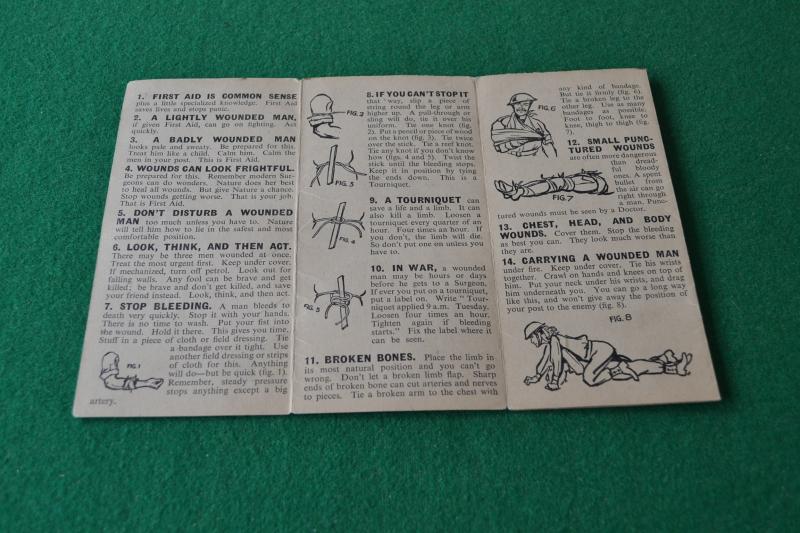 1. FIRST AID IS COMMON SENSE
plus a little specialized knowledge. First Aid
saves lives and stops panic.
2. A LIGHTLY WOUNDED MAN,
if given First Aid, can go on fighting. Act
quickly.
3. A BADLY WOUNDED MAN
looks pale and sweaty. Be prepared for this.
Treat him like a child. Calm him. Calm the
men in your post. This is First Aid.
4. WOUNDS CAN LOOK FRIGHTFUL.
Be prepared for this. Remember modern Sur-
geons can do wonders. Nature does her best
to heal all wounds. But give Nature a chance.
Stop wounds getting worse. That is your job.
That is First Aid.
5. DON'T DISTURB A WOUNDED
MAN too much unless you have to. Nature
will tell him how to lie in the safest and most
comfortable position.
6. LOOK, THINK, AND THEN ACT.
There may be three men wounded at once.
Treat the most urgent first. Keep under cover.
If mechanized, turn off petrol. Look out for
falling walls. Any fool can be brave and get
killed; be brave and don't get killed, and save
your friend instead. Look, think, and then act.
7. STOP BLEEDING. A man bleeds to
death very quickly. Stop it with your hands.
There is no time to wash. Put your fist into
the wound. Hold it there. This gives you time.
Stuff in a piece of cloth or field dressing. Tie
a bandage over it tight. Use
another field dressing or strips
of cloth for this. Anything
will do—but be quick (fig. 1).
Remember, steady pressure
stops anything except a big
artery.
FIG. 1
8. IF YOU CAN'T STOP IT
that way, slip a piece of
string round the leg or arm
higher up. A pull-through or
sling will do, tie it over his
uniform. Tie one knot (fig.
2). Put a pencil or piece of wood
on the knot (fig. 3). Tie twice
over the stick. Tie a reef knot.
Tie any knot if you don't know
how (figs. 4 and 5). Twist the
stick until the bleeding stops.
Keep it in position by tying
the ends down. This is a
Tourniquet.
9. A TOURNIQUET can
save a life and a limb. It can
also kill a limb. Loosen a
tourniquet every quarter of an
hour. Four times an hour. If
you don't, the limb will die.
So don't put one on unless you
have to.
10. IN WAR, a wounded
man may be hours or days
before he gets to a Surgeon.
If ever you put on a tourniquet,
put a label on. Write "Tour-
niquet applied 9 a.m. Tuesday.
Loosen four times an hour.
Tighten again if bleeding
starts." Fix the label where it
can be seen.
FIG. 4
FIG. 5
11. BROKEN BONES. Place the limb in
its most natural position and you can't go
wrong. Don't let a broken limb flap. Sharp
ends of broken bone can cut arteries and nerves
to pieces. Tie a broken arm to the chest with
any kind of bandage.
But tie it firmly (fig. 6).
Tie a broken leg to the
other leg. Use as many
bandages as possible.
Foot to foot, knee to
knee, thigh to thigh (fig.
7).
FIG. 6
12. SMALL PUNC-
TURED WOUNDS
are often more dangerous
than dread-
ful bloody
ones. A spent
bullet from
the air can go
right through
a man. Punc-
tured wounds must be seen by a Doctor.
FIG. 7
13. CHEST, HEAD, AND BODY
WOUNDS. Cover them. Stop the bleeding
as best you can. They look much worse than
they are.
14. CARRYING A WOUNDED MAN
under fire. Keep under cover. Tie his wrists
together. Crawl on hands and knees on top of
him. Put your neck under his wrists, and drag
him underneath you. You can go a long way
like this, and won't give away the position of
your post to the enemy (fig. 8).
FIG. 8